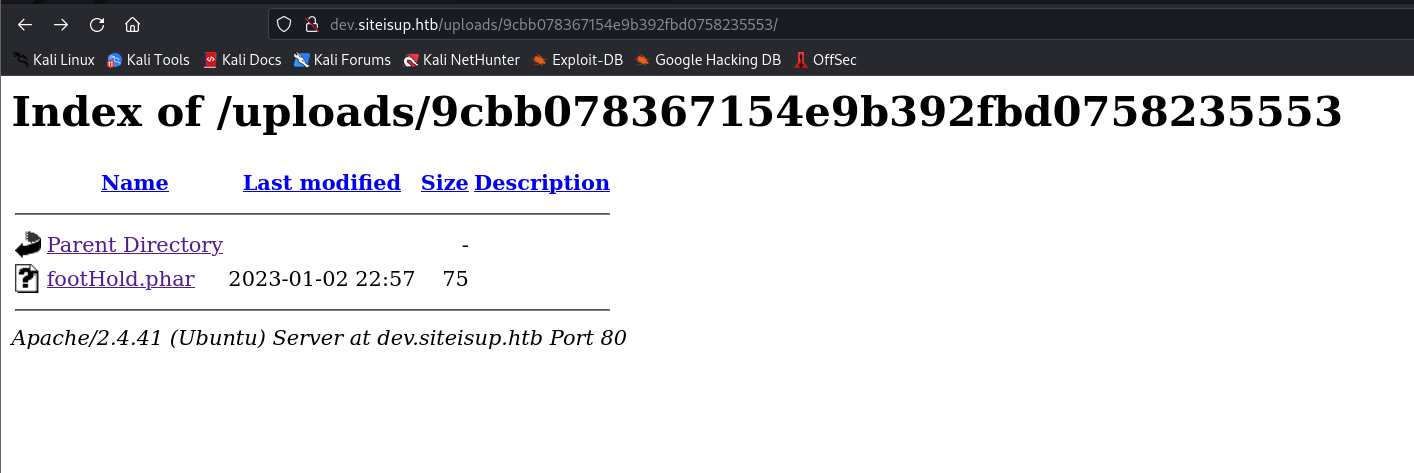 dev.siteisup.htb/uploads/9cbb078367154e9b392fbd0758235553/
Kali Linux Kali Tools Kali Docs Kali Forums Kali NetHunter Exploit-DB Google Hacking DB OffSec
Index of /uploads/9cbb078367154e9b392fbd0758235553
Name Last modified Size Description
Parent Directory -
footHold.phar 2023-01-02 22:57 75
Apache/2.4.41 (Ubuntu) Server at dev.siteisup.htb Port 80